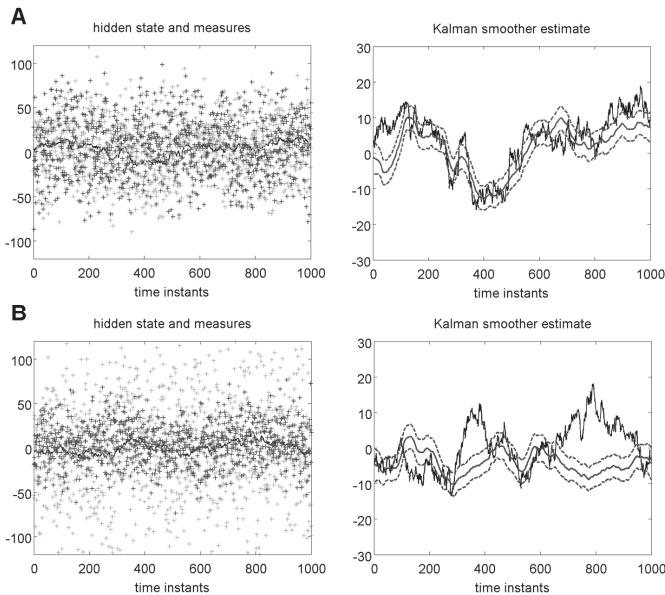 A
hidden state and measures
Kalman smoother estimate
100
50
0
-50
-100
0 200 400 600 800 1000
time instants
30
20
10
0
-10
-20
-30
0 200 400 600 800 1000
time instants
B
hidden state and measures
Kalman smoother estimate
100
50
0
-50
-100
0 200 400 600 800 1000
time instants
30
20
10
0
-10
-20
-30
0 200 400 600 800 1000
time instants